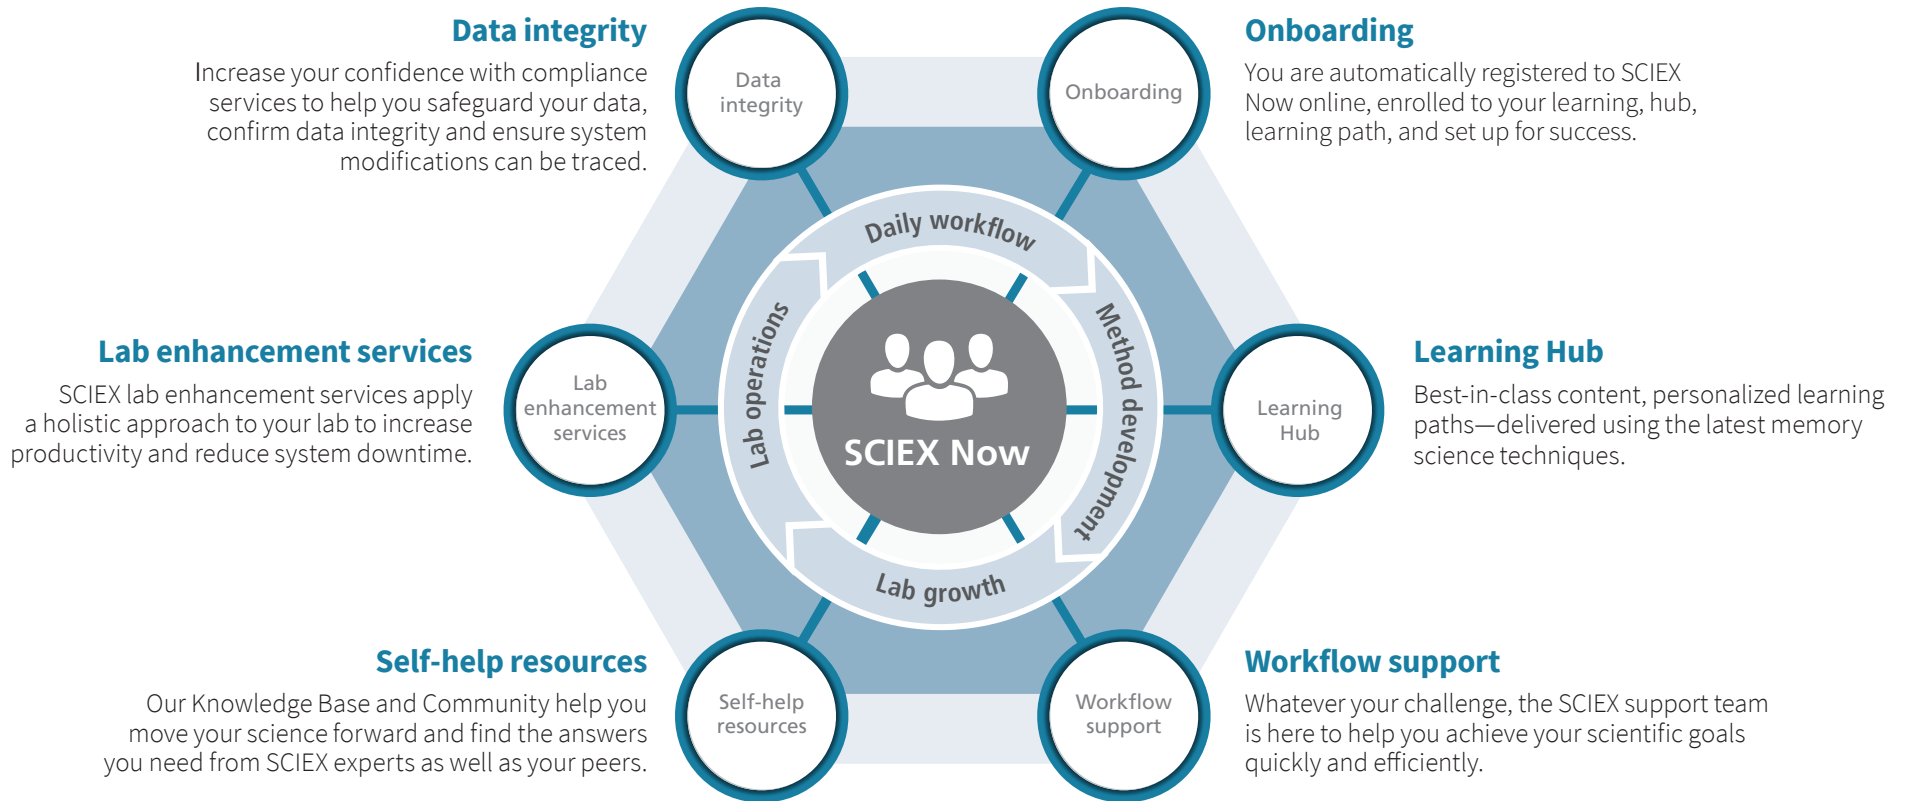 Data integrity
Increase your confidence with compliance
services to help you safeguard your data,
confirm data integrity and ensure system
modifications can be traced.
Data
integrity
Onboarding
Onboarding
You are automatically registered to SCIEX
Now online, enrolled to your learning, hub,
learning path, and set up for success.
Daily workflow
Method development
Lab growth
Lab operations
SCIEX Now
Lab enhancement services
SCIEX lab enhancement services apply
a holistic approach to your lab to increase
productivity and reduce system downtime.
Lab
enhancement
services
Learning
Hub
Learning Hub
Best-in-class content, personalized learning
paths—delivered using the latest memory
science techniques.
Self-help resources
Our Knowledge Base and Community help you
move your science forward and find the answers
you need from SCIEX experts as well as your peers.
Self-help
resources
Workflow
support
Workflow support
Whatever your challenge, the SCIEX support team
is here to help you achieve your scientific goals
quickly and efficiently.